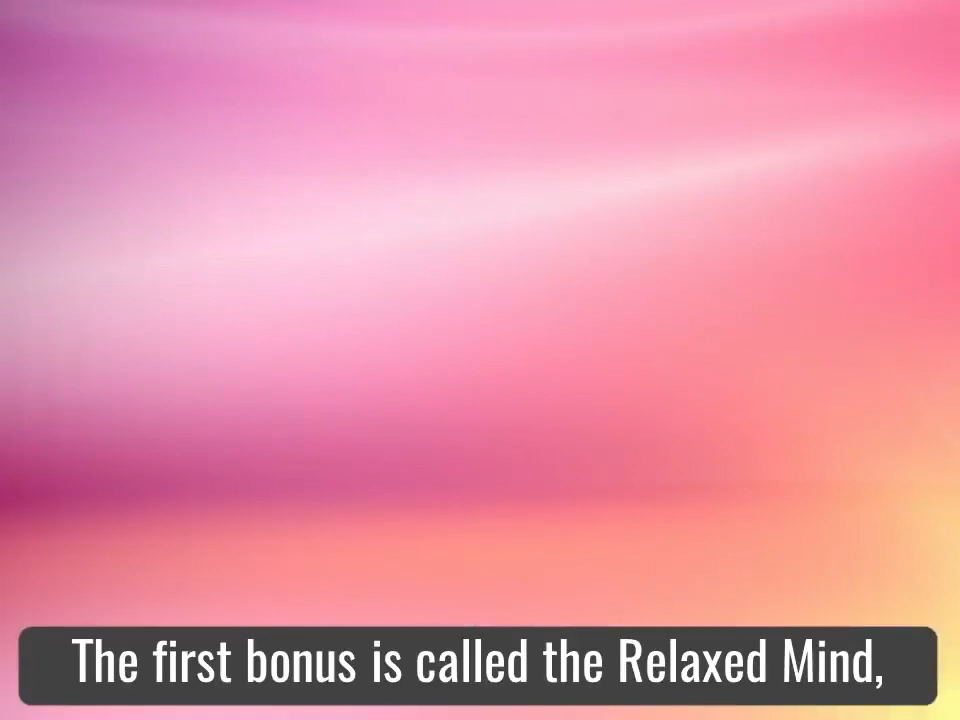 The first bonus is called the Relaxed Mind,